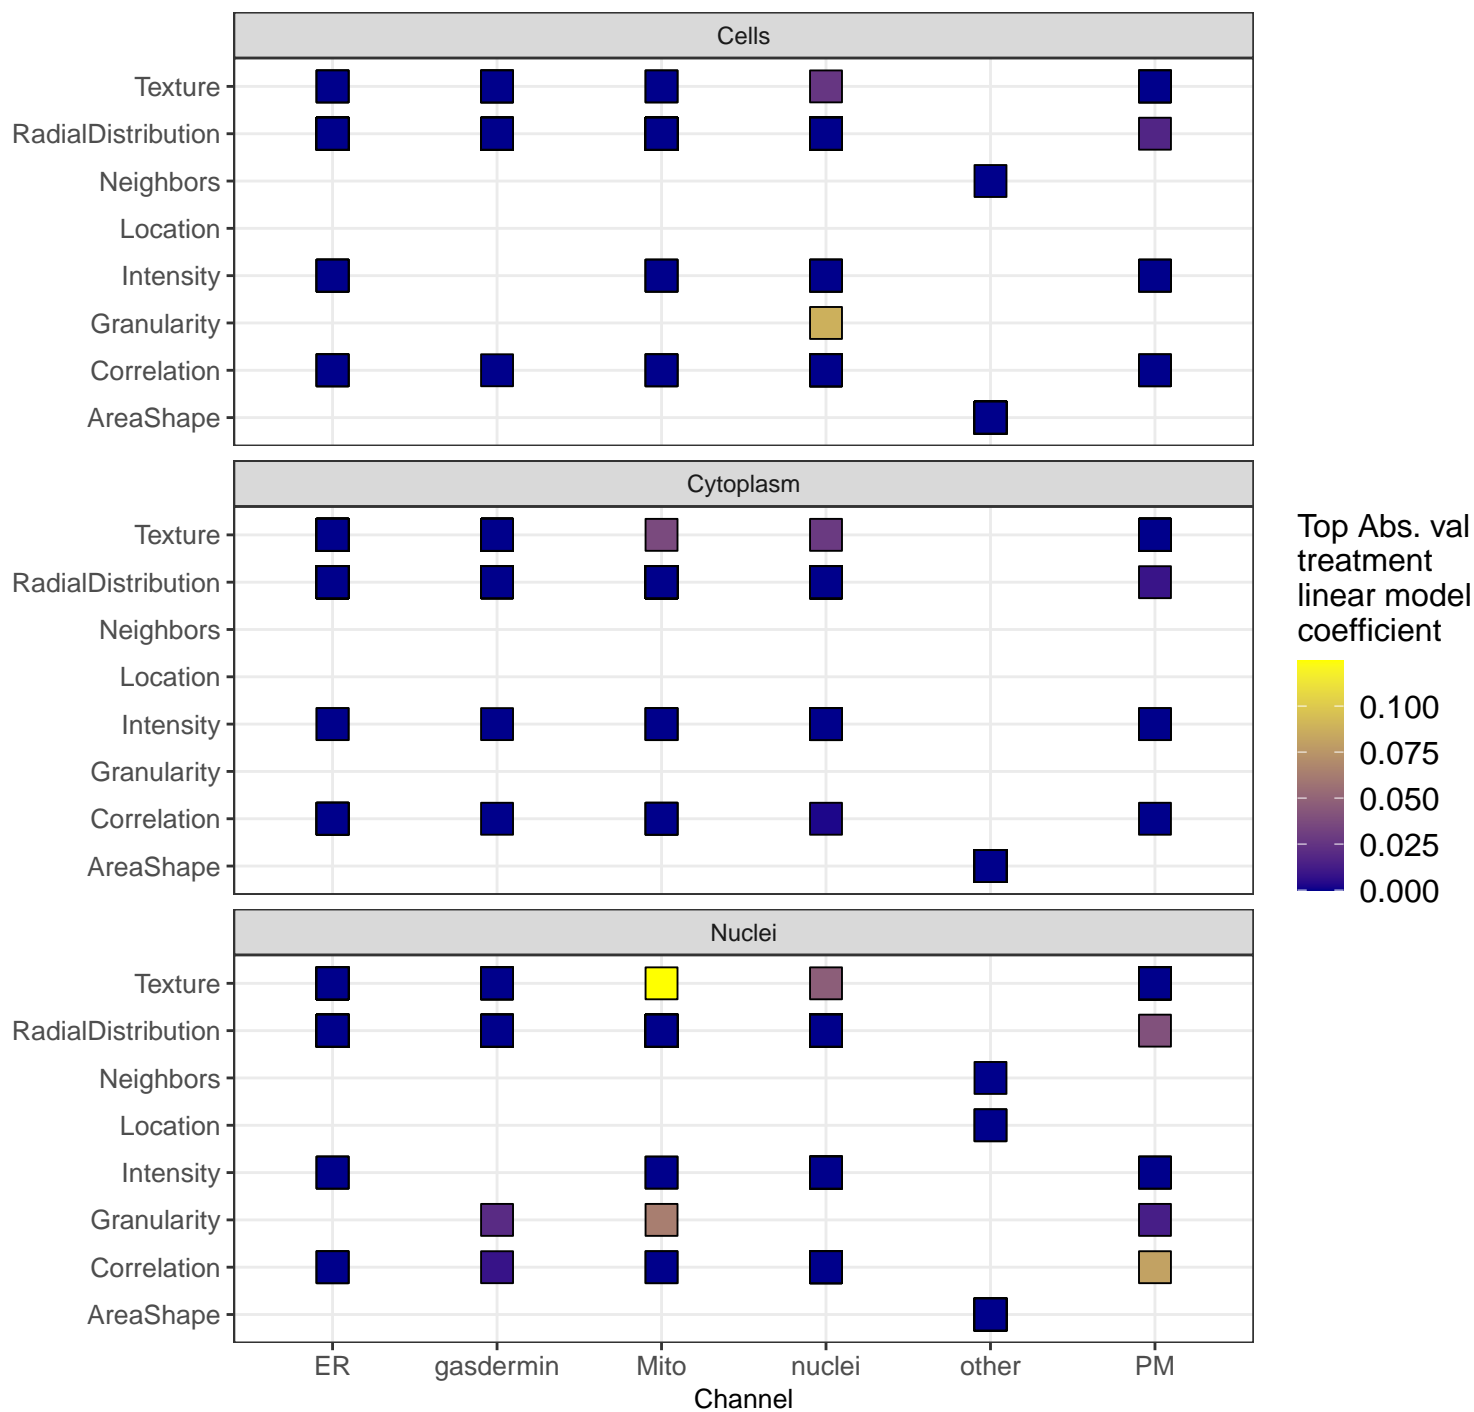 Cells
Texture
RadialDistribution
Neighbors
Location
Intensity
Granularity
Correlation
AreaShape
Cytoplasm
Texture
RadialDistribution
Neighbors
Location
Intensity
Granularity
Correlation
AreaShape
Nuclei
Texture
RadialDistribution
Neighbors
Location
Intensity
Granularity
Correlation
AreaShape
ER gasdermin Mito nuclei other PM
Channel
Top Abs. val
treatment
linear model
coefficient
0.100
0.075
0.050
0.025
0.000